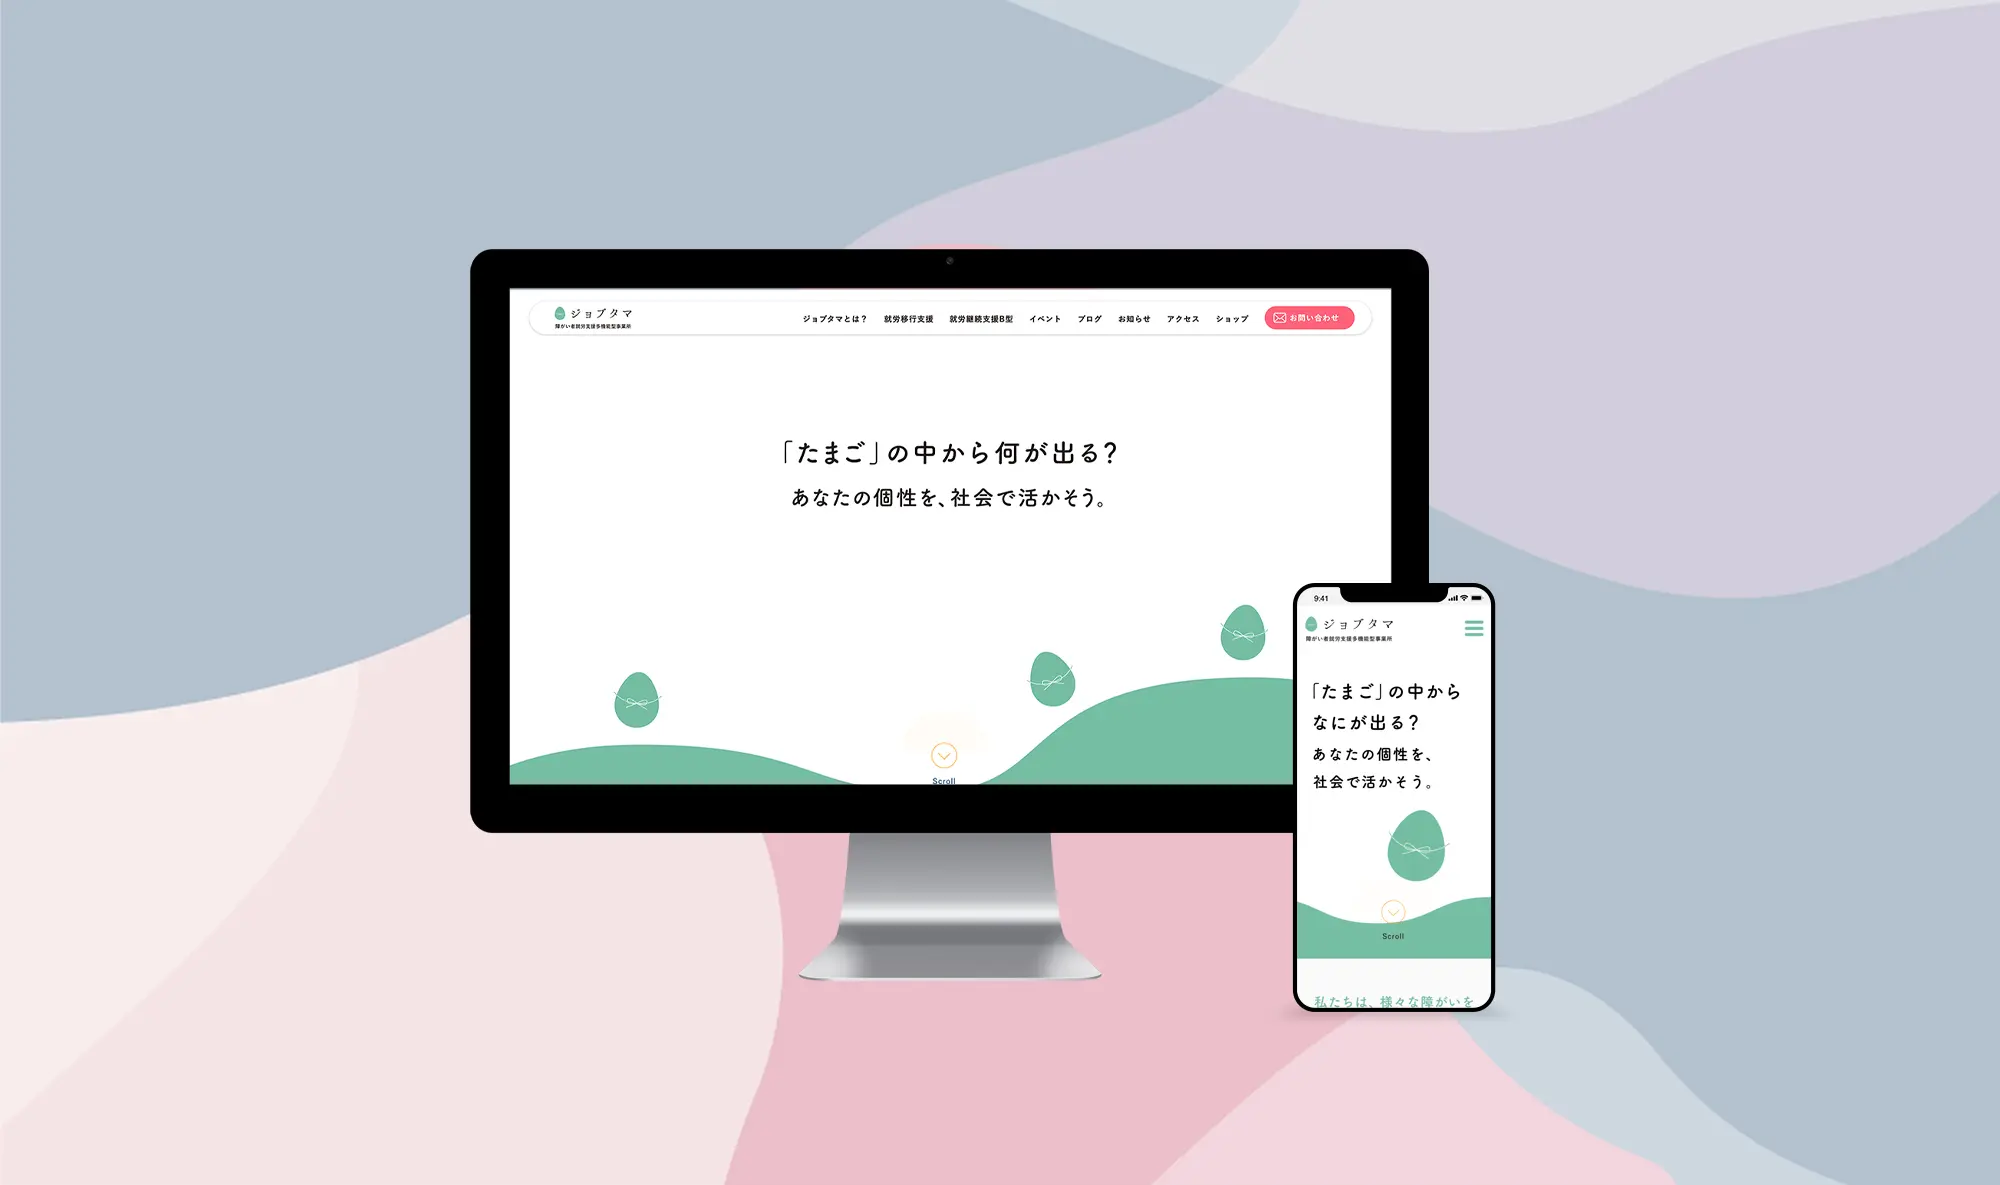 ジョブタマ
障がい者就労支援多機能型事業所
ジョブタマとは？ 就労移行支援 就労継続支援B型 イベント ブログ お知らせ アクセス ショップ お問い合わせ
「たまご」の中から何が出る？
あなたの個性を、社会で活かそう。
Scroll
9:41
ジョブタマ
障がい者就労支援多機能型事業所
「たまご」の中から
なにが出る？
あなたの個性を、
社会で活かそう。
Scroll
私たちは、様々な障がいを